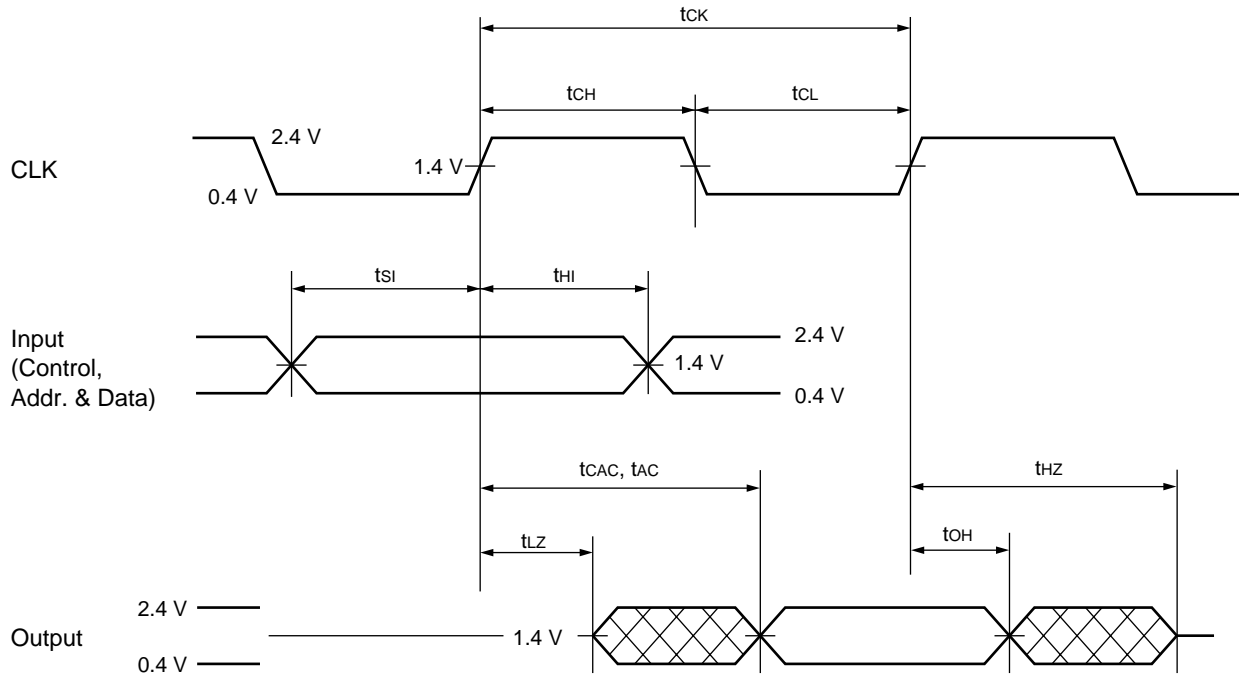 tCK
tCH
tCL
CLK
2.4 V
1.4 V
0.4 V
tSI
tHI
Input
(Control,
Addr. & Data)
2.4 V
1.4 V
0.4 V
tCAC, tAC
tHZ
tLZ
tOH
Output
2.4 V
1.4 V
0.4 V